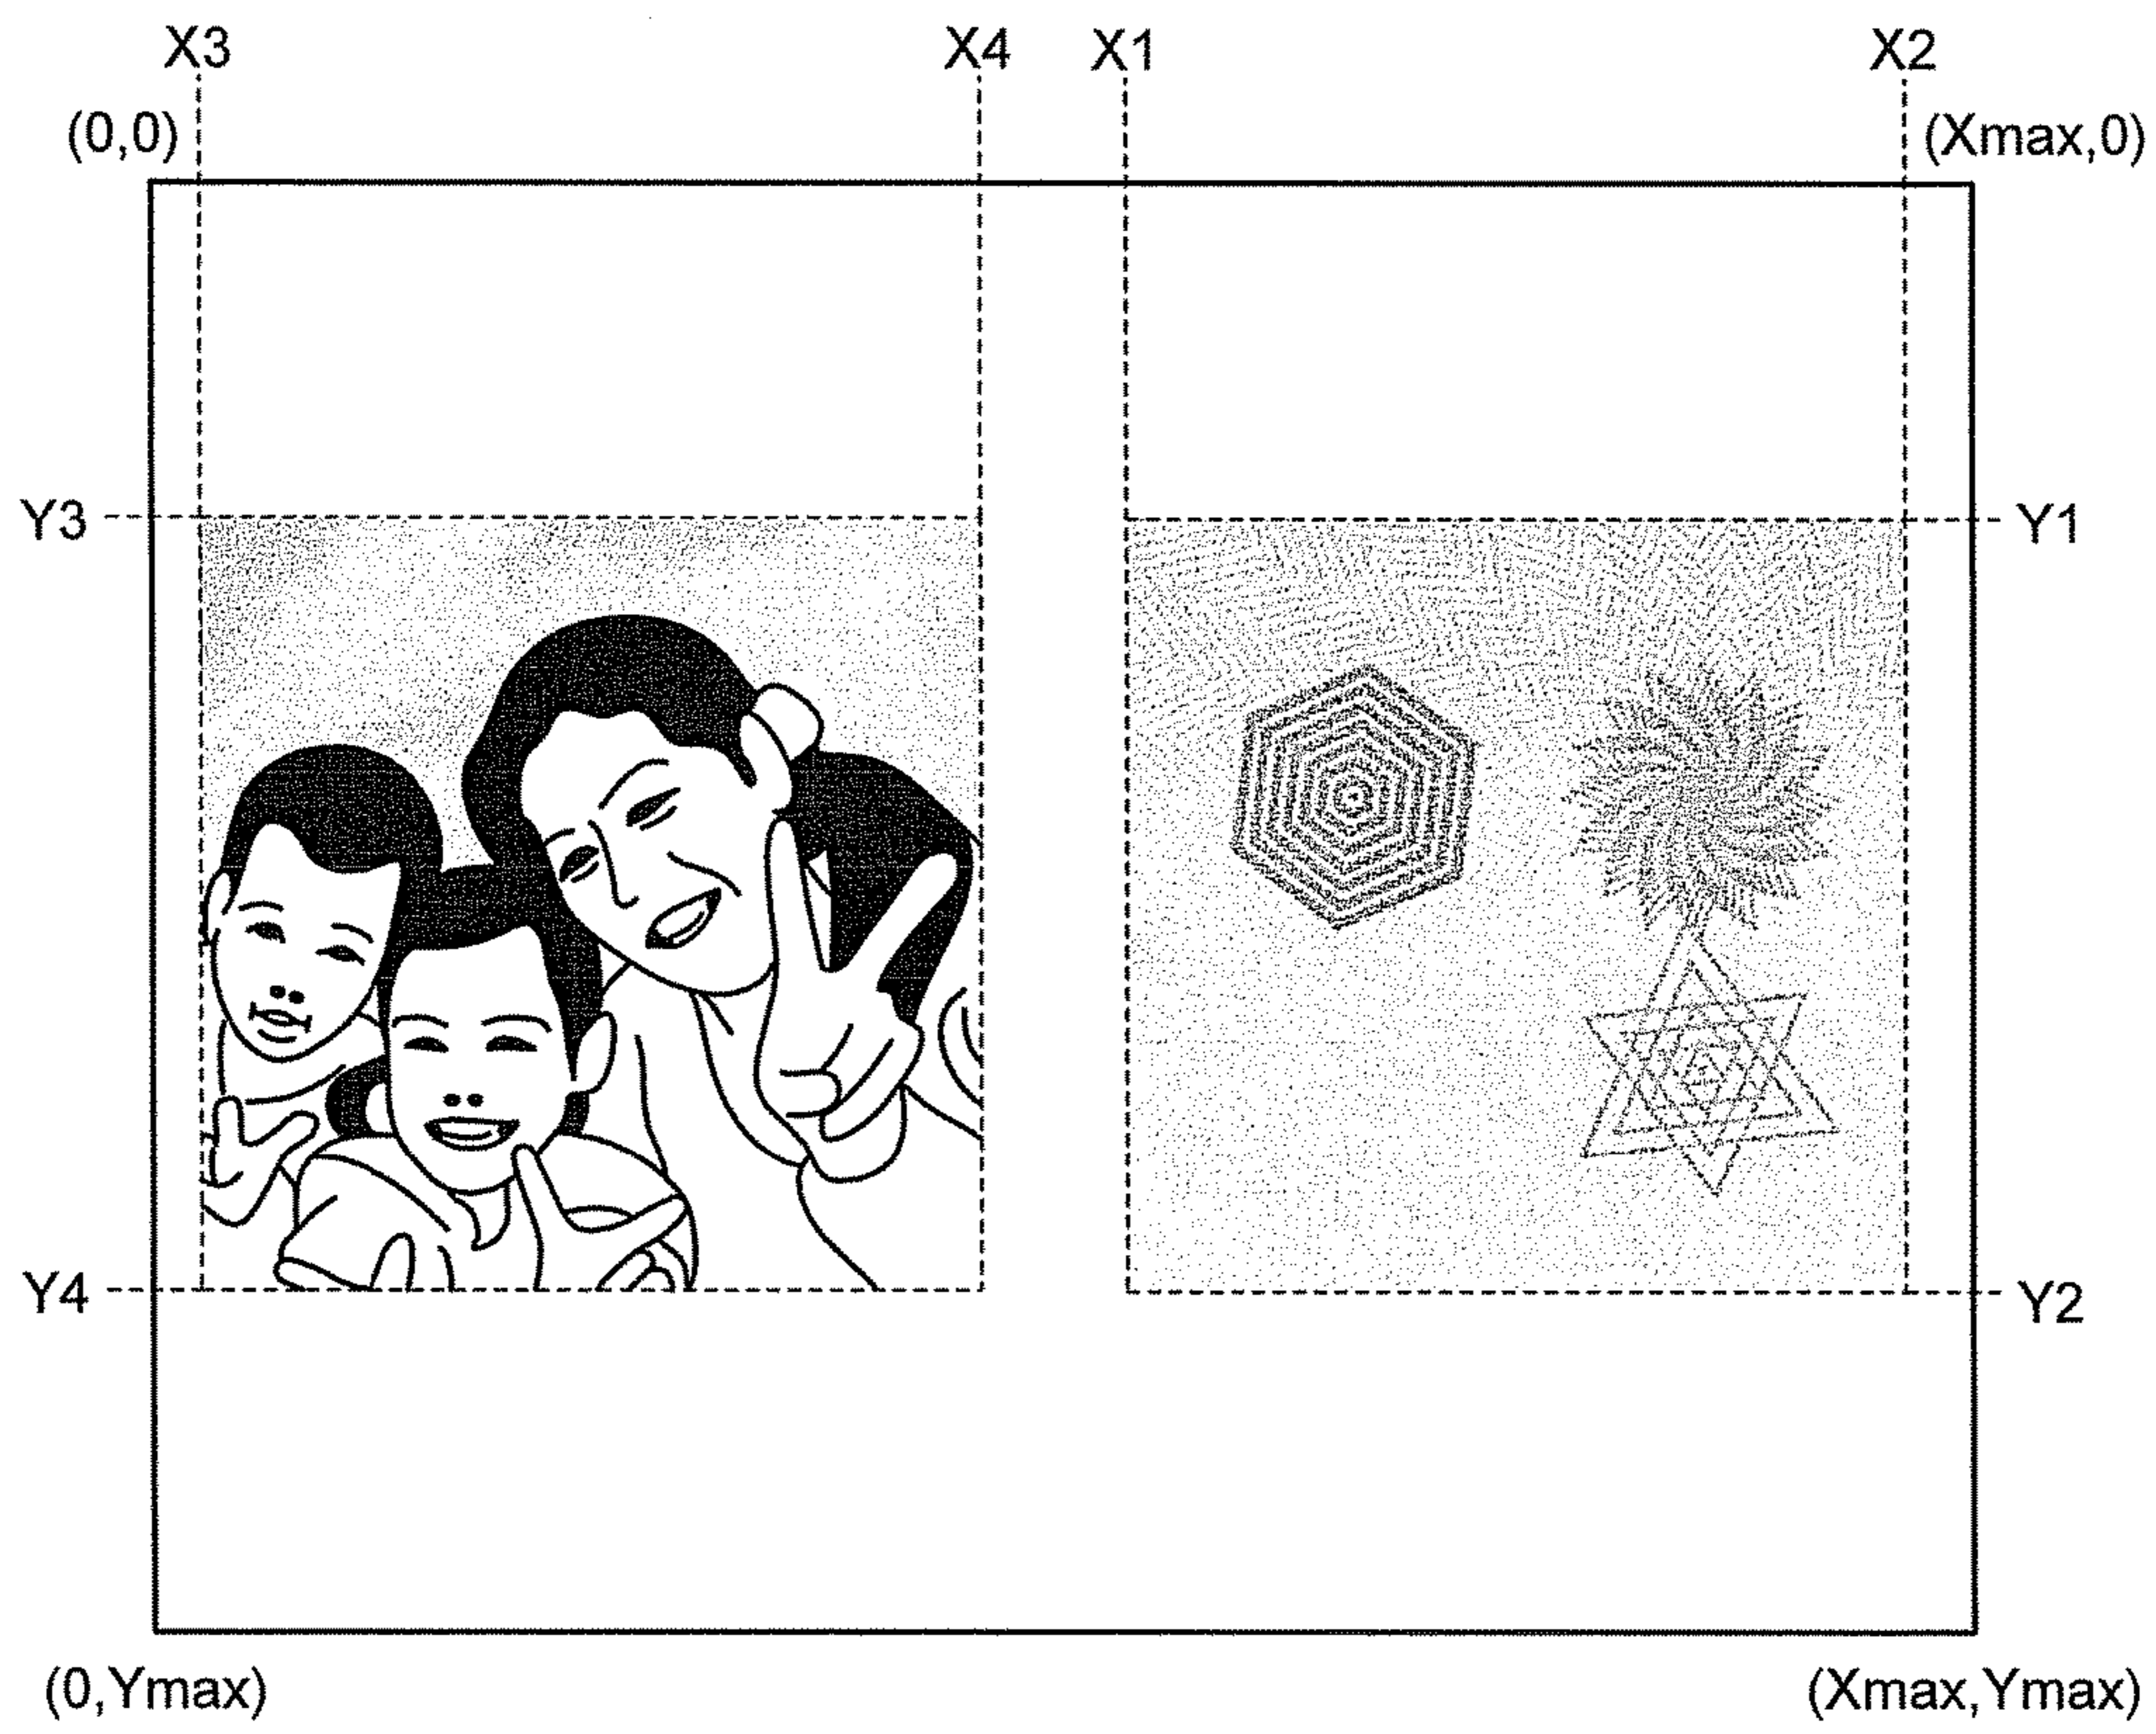 X3 X4 X1 X2
(0,0) (Xmax,0)
Y3 Y1
Y4 Y2
(0,Ymax) (Xmax,Ymax)